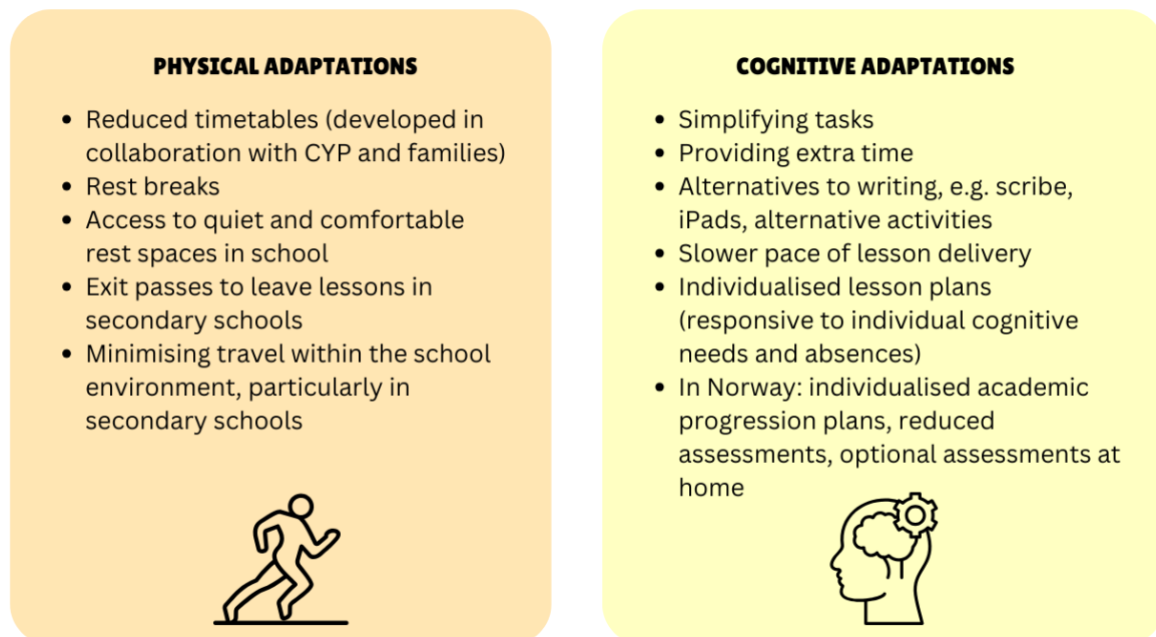 PHYSICAL ADAPTATIONS
• Reduced timetables (developed in
collaboration with CYP and families)
• Rest breaks
• Access to quiet and comfortable
rest spaces in school
• Exit passes to leave lessons in
secondary schools
• Minimising travel within the school
environment, particularly in
secondary schools
COGNITIVE ADAPTATIONS
• Simplifying tasks
• Providing extra time
• Alternatives to writing, e.g. scribe,
iPads, alternative activities
• Slower pace of lesson delivery
• Individualised lesson plans
(responsive to individual cognitive
needs and absences)
• In Norway: individualised academic
progression plans, reduced
assessments, optional assessments at
home